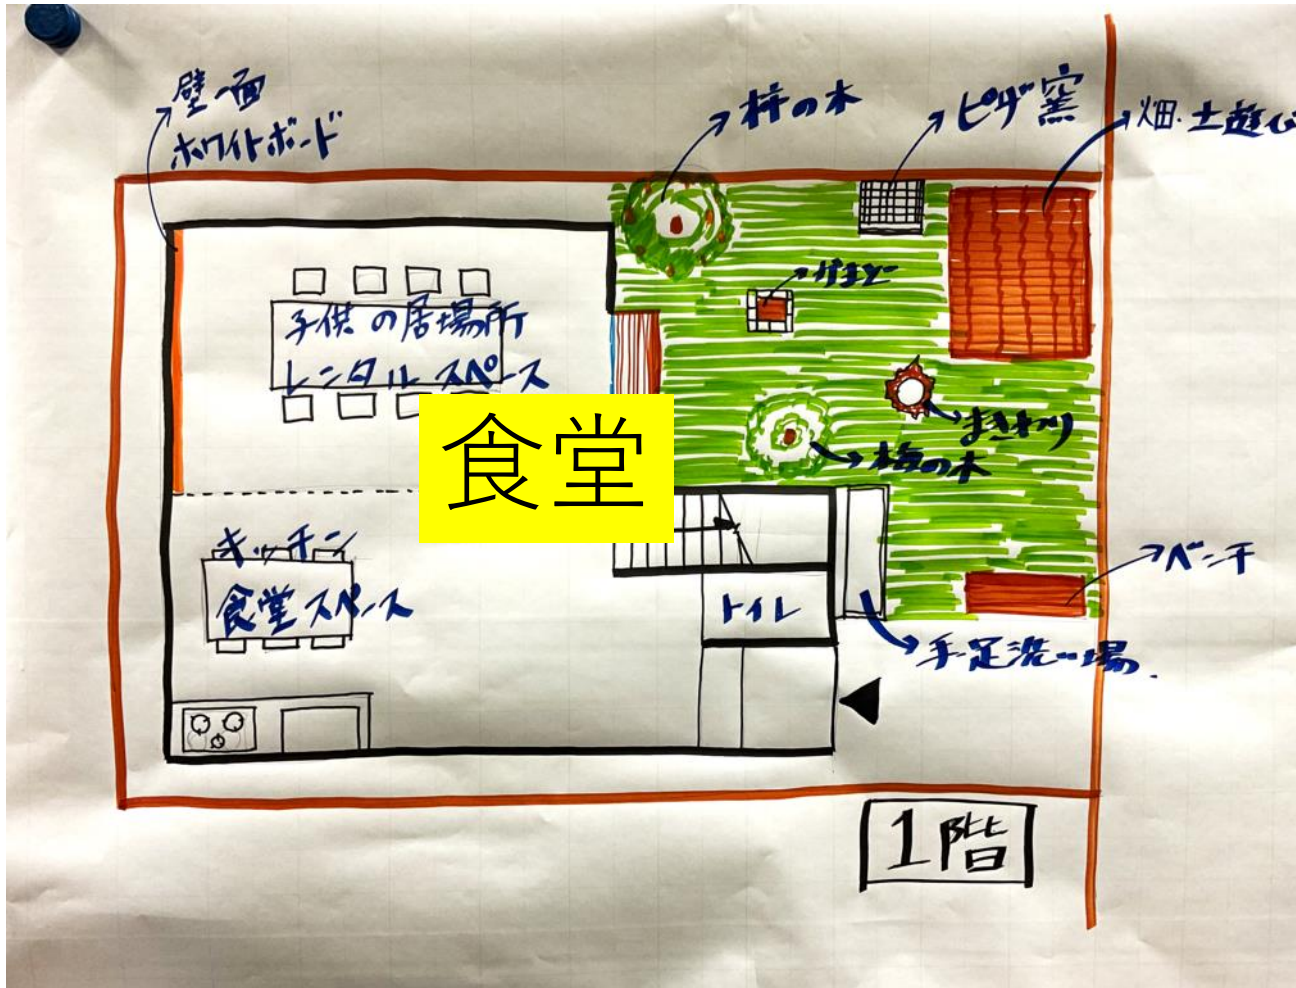 壁一面
ホワイトボード
柿の木
ピザ窯
畑・土遊び
かまど
子供の居場所
レンタルスペース
食堂
まきわり
梅の木
キッチン
食堂スペース
トイレ
ベンチ
手足洗い場
1階